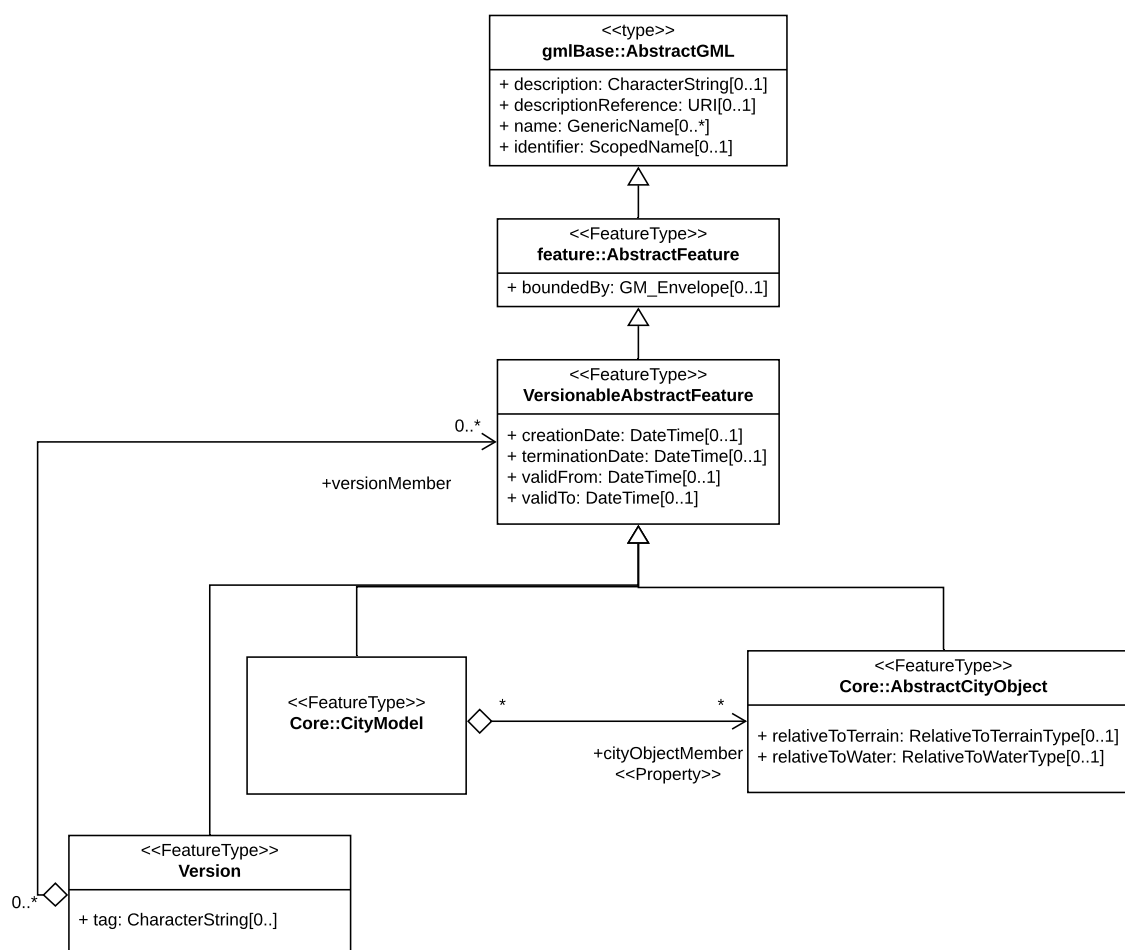 <<type>>
gmlBase::AbstractGML
+ description: CharacterString[0..1]
+ descriptionReference: URI[0..1]
+ name: GenericName[0..*]
+ identifier: ScopedName[0..1]
<<FeatureType>>
feature::AbstractFeature
+ boundedBy: GM_Envelope[0..1]
<<FeatureType>>
VersionableAbstractFeature
+ creationDate: DateTime[0..1]
+ terminationDate: DateTime[0..1]
+ validFrom: DateTime[0..1]
+ validTo: DateTime[0..1]
0..*
+versionMember
<<FeatureType>>
Core::CityModel
*
*
+cityObjectMember
<<Property>>
<<FeatureType>>
Core::AbstractCityObject
+ relativeToTerrain: RelativeToTerrainType[0..1]
+ relativeToWater: RelativeToWaterType[0..1]
<<FeatureType>>
Version
0..*
+ tag: CharacterString[0..]